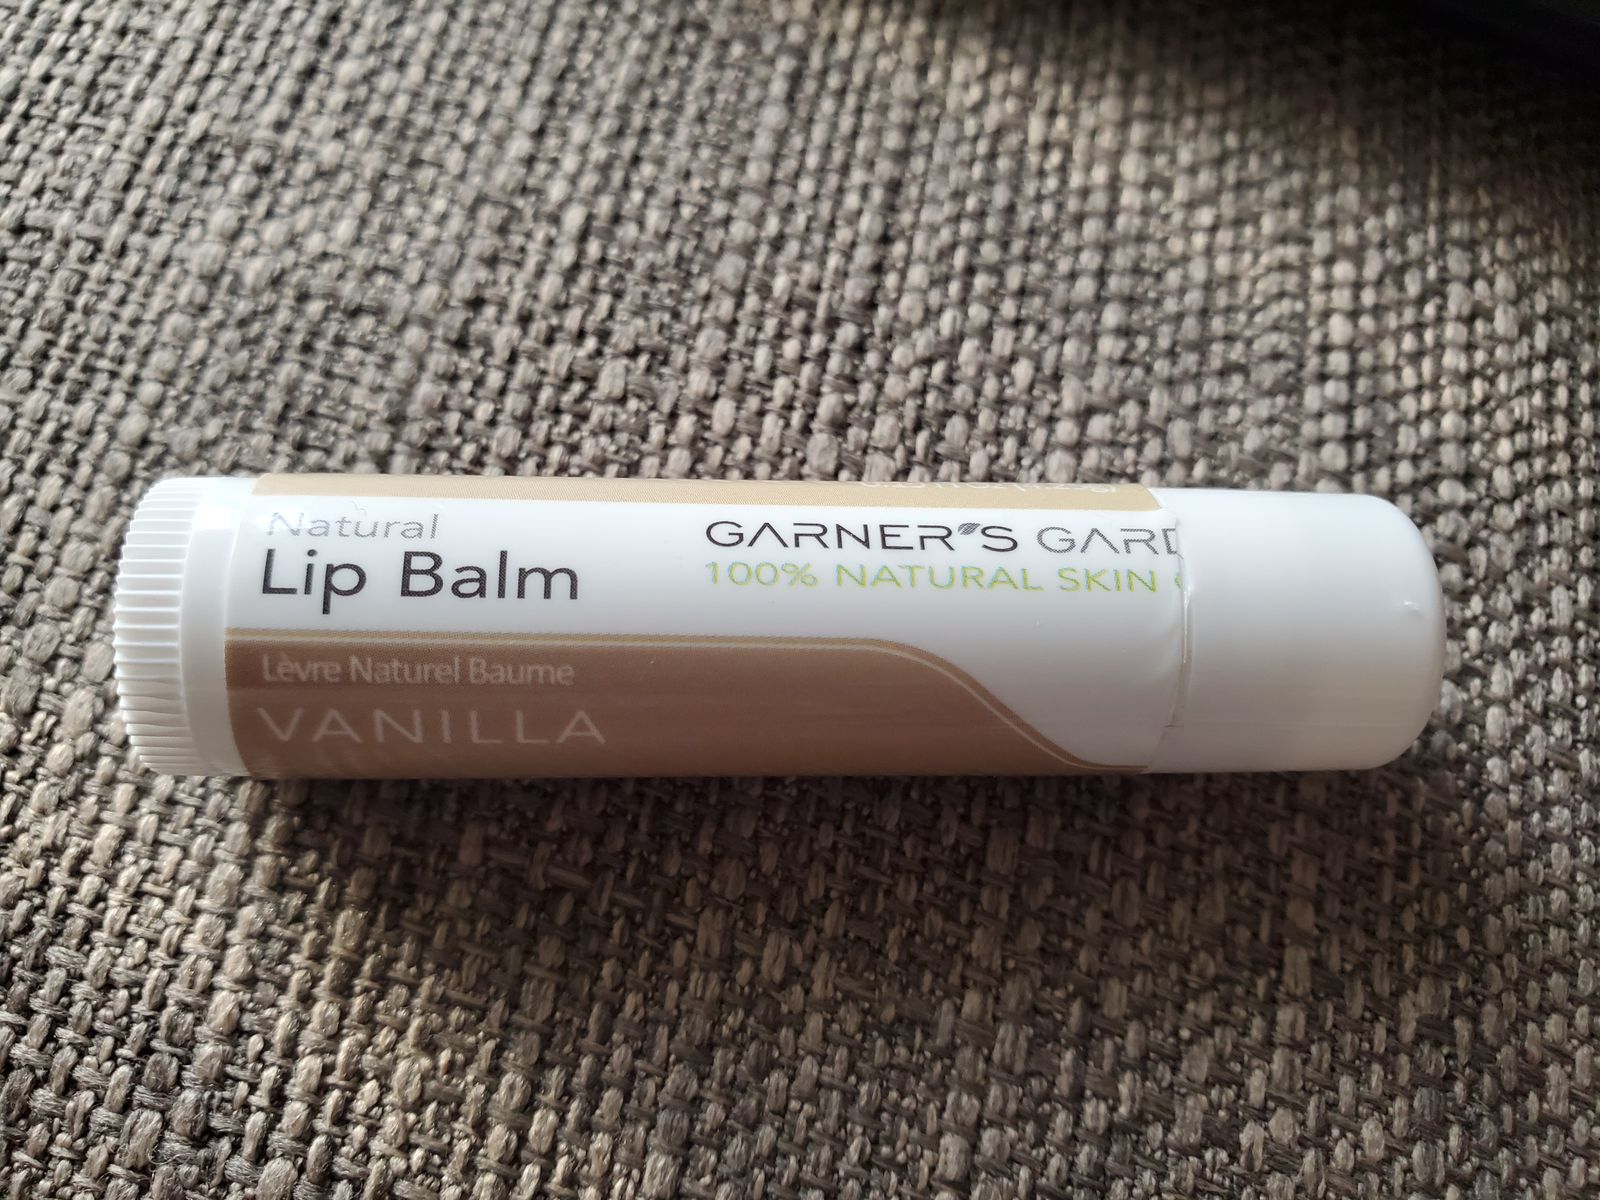 Natural
Lip Balm
GARNER'S GARD
100% NATURAL SKIN
Lèvre Naturel Baume
VANILLA